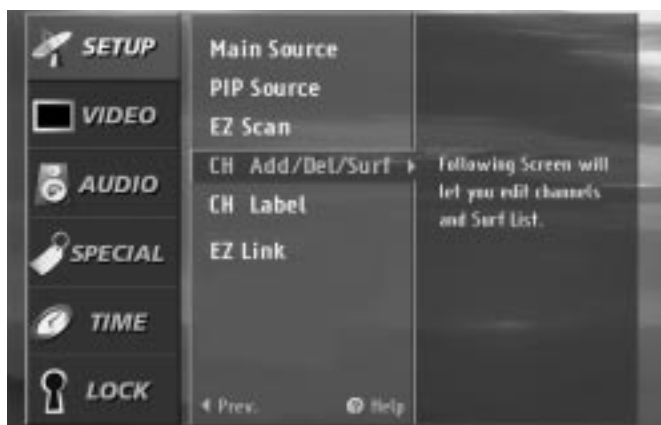 SETUP
VIDEO
AUDIO
SPECIAL
TIME
LOCK
Main Source
PIP Source
EZ Scan
CH Add/Del/Surf
CH Label
EZ Link
Prev. Help
Following Screen will
let you edit channels
and Surf List.